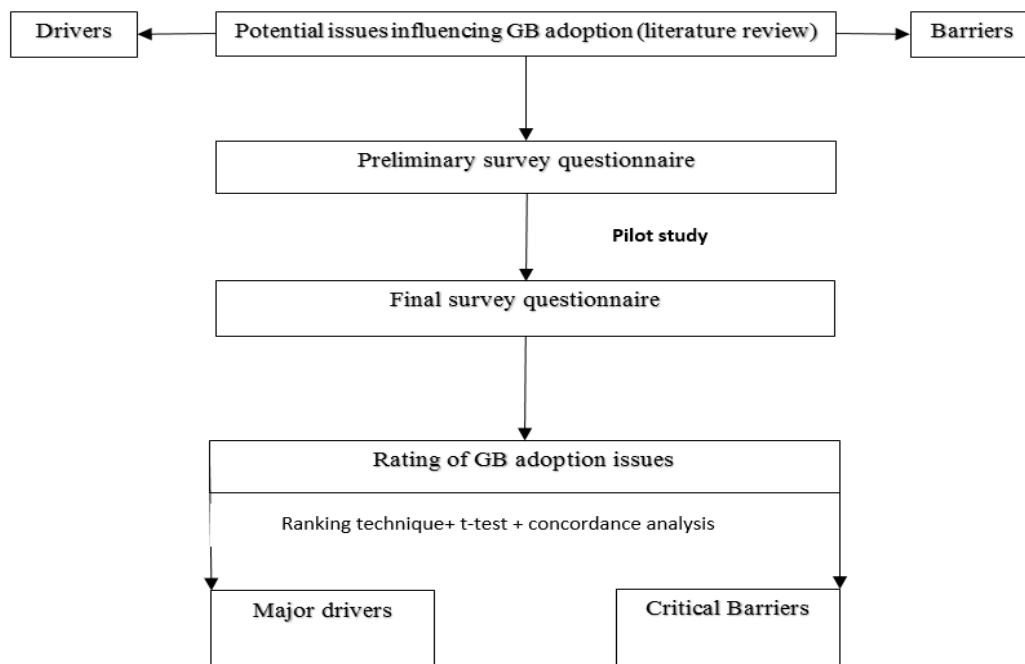 Drivers
Potential issues influencing GB adoption (literature review)
Barriers
Preliminary survey questionnaire
Pilot study
Final survey questionnaire
Rating of GB adoption issues
Ranking technique+ t-test + concordance analysis
Major drivers
Critical Barriers